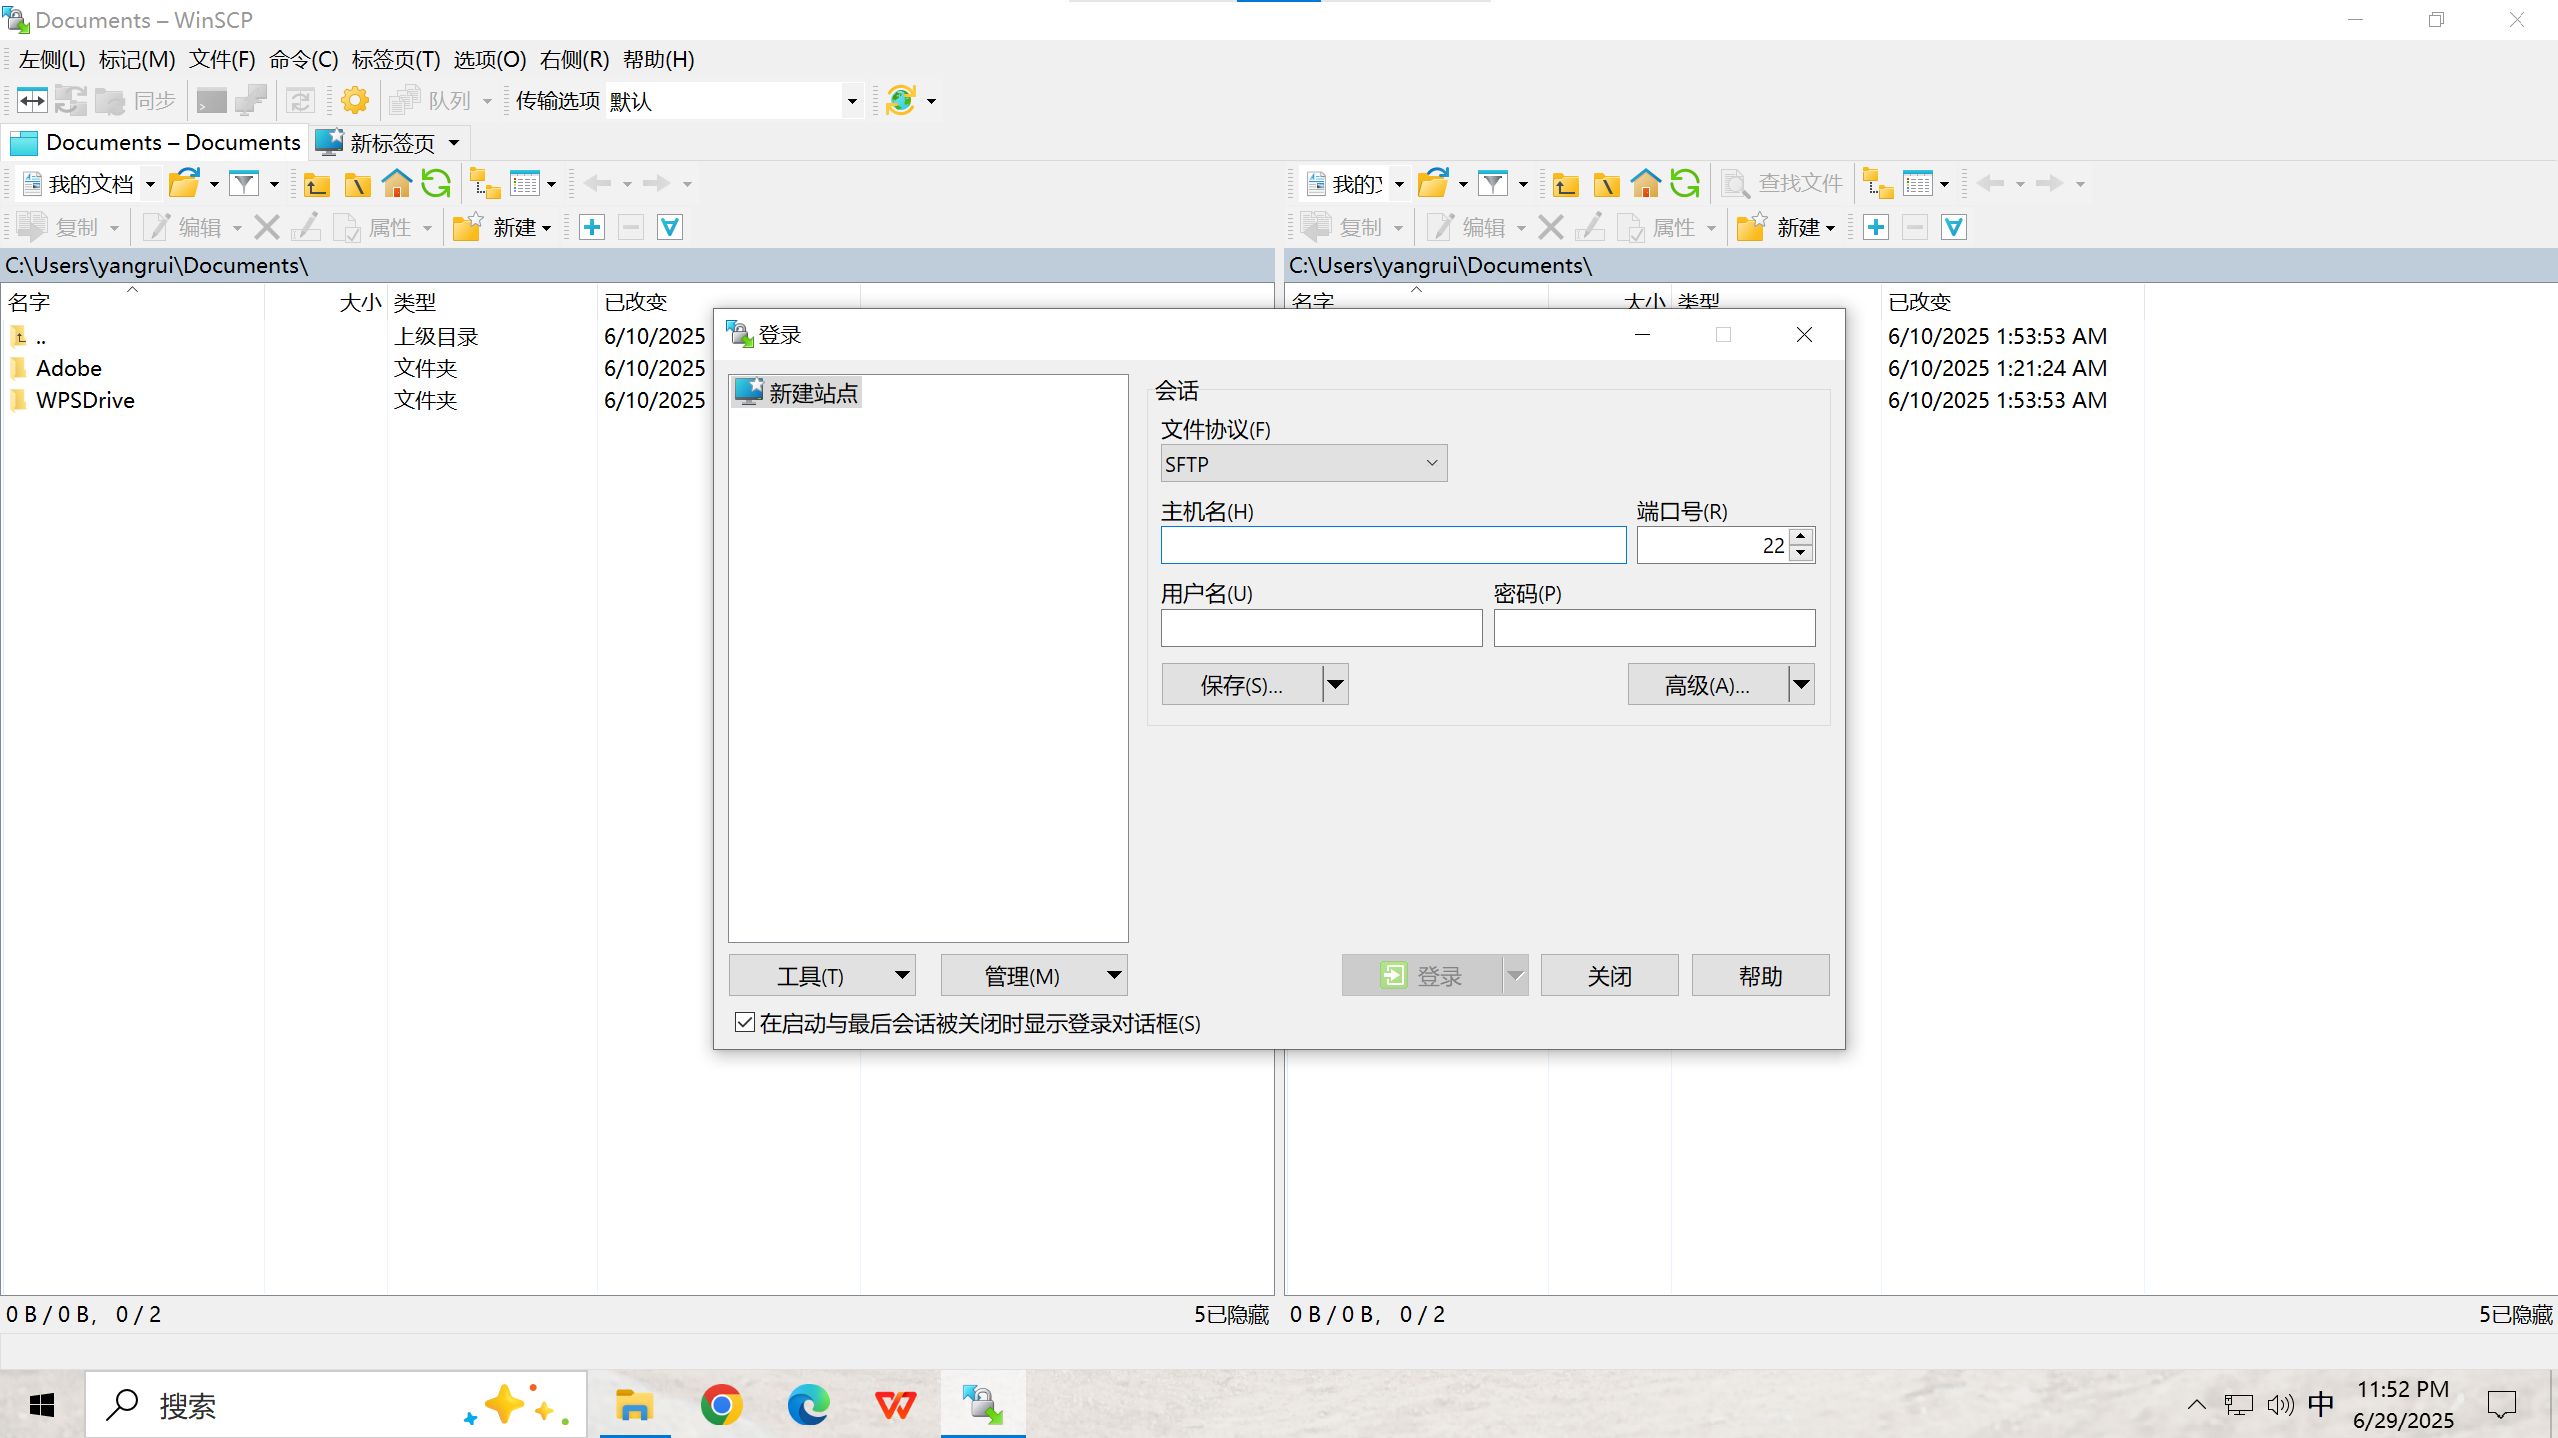 Documents – WinSCP
左侧(L) 标记(M) 文件(F) 命令(C) 标签页(T) 选项(O) 右侧(R) 帮助(H)
同步 队列 传输选项 默认
Documents – Documents 新标签页
我的文档
复制 编辑 属性 新建
C:\Users\yangrui\Documents\
名字 大小 类型 已改变
.. 上级目录 6/10/2025
Adobe 文件夹 6/10/2025
WPSDrive 文件夹 6/10/2025
查找文件
复制 编辑 属性 新建
C:\Users\yangrui\Documents\
名字 大小 类型 已改变
6/10/2025 1:53:53 AM
6/10/2025 1:21:24 AM
6/10/2025 1:53:53 AM
登录
新建站点
会话
文件协议(F)
SFTP
主机名(H) 端口号(R)
22
用户名(U) 密码(P)
保存(S)... 高级(A)...
工具(T) 管理(M) 登录 关闭 帮助
在启动与最后会话被关闭时显示登录对话框(S)
0 B / 0 B， 0 / 2 5已隐藏
0 B / 0 B， 0 / 2 5已隐藏
搜索
中
11:52 PM
6/29/2025